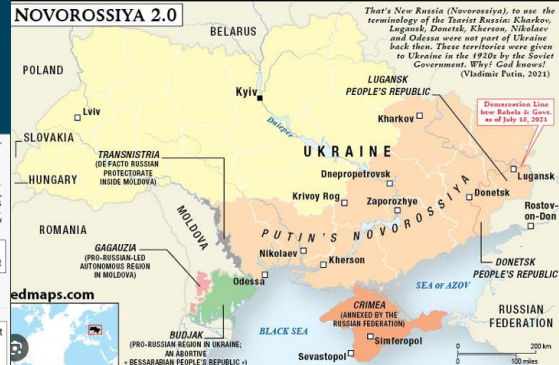 NOVOROSSIYA 2.0
That's New Russia (Novorossiya), to use the
terminology of the Tsarist Russia: Kharkov,
Lugansk, Donetsk, Kherson, Nikolaev
and Odessa were not part of Ukraine
back then. These territories were given
to Ukraine in the 1920s by the Soviet
Government. Why! God knows!
(Vladimir Putin, 2021)
BELARUS
POLAND
LUGANSK
PEOPLE'S REPUBLIC
Kyiv
Demarcation Line
btw Rebels & Govt.
as of July 15, 2021
Lviv
Dnieper
Kharkov
SLOVAKIA
UKRAINE
TRANSNISTRIA
(DE FACTO RUSSIAN
PROTECTORATE
INSIDE MOLDOVA)
Lugansk
HUNGARY
Dnepropetrovsk
Donetsk
Krivoy Rog
Zaporozhye
Rostov-
on-Don
MOLDOVA
PUTIN'S NOVOROSSIYA
ROMANIA
GAGAUZIA
(PRO-RUSSIAN-LED
AUTONOMOUS REGION
IN MOLDOVA)
Nikolaev
Kherson
DONETSK
PEOPLE'S REPUBLIC
Odessa
SEA of AZOV
edmaps.com
CRIMEA
(ANNEXED BY THE
RUSSIAN FEDERATION)
RUSSIAN
FEDERATION
BUDJAK
(PRO-RUSSIAN REGION IN UKRAINE;
AN ABORTIVE
« BESSARABIAN PEOPLE'S REPUBLIC »)
BLACK SEA
Simferopol
Sevastopol
0 200 km
0 100 miles